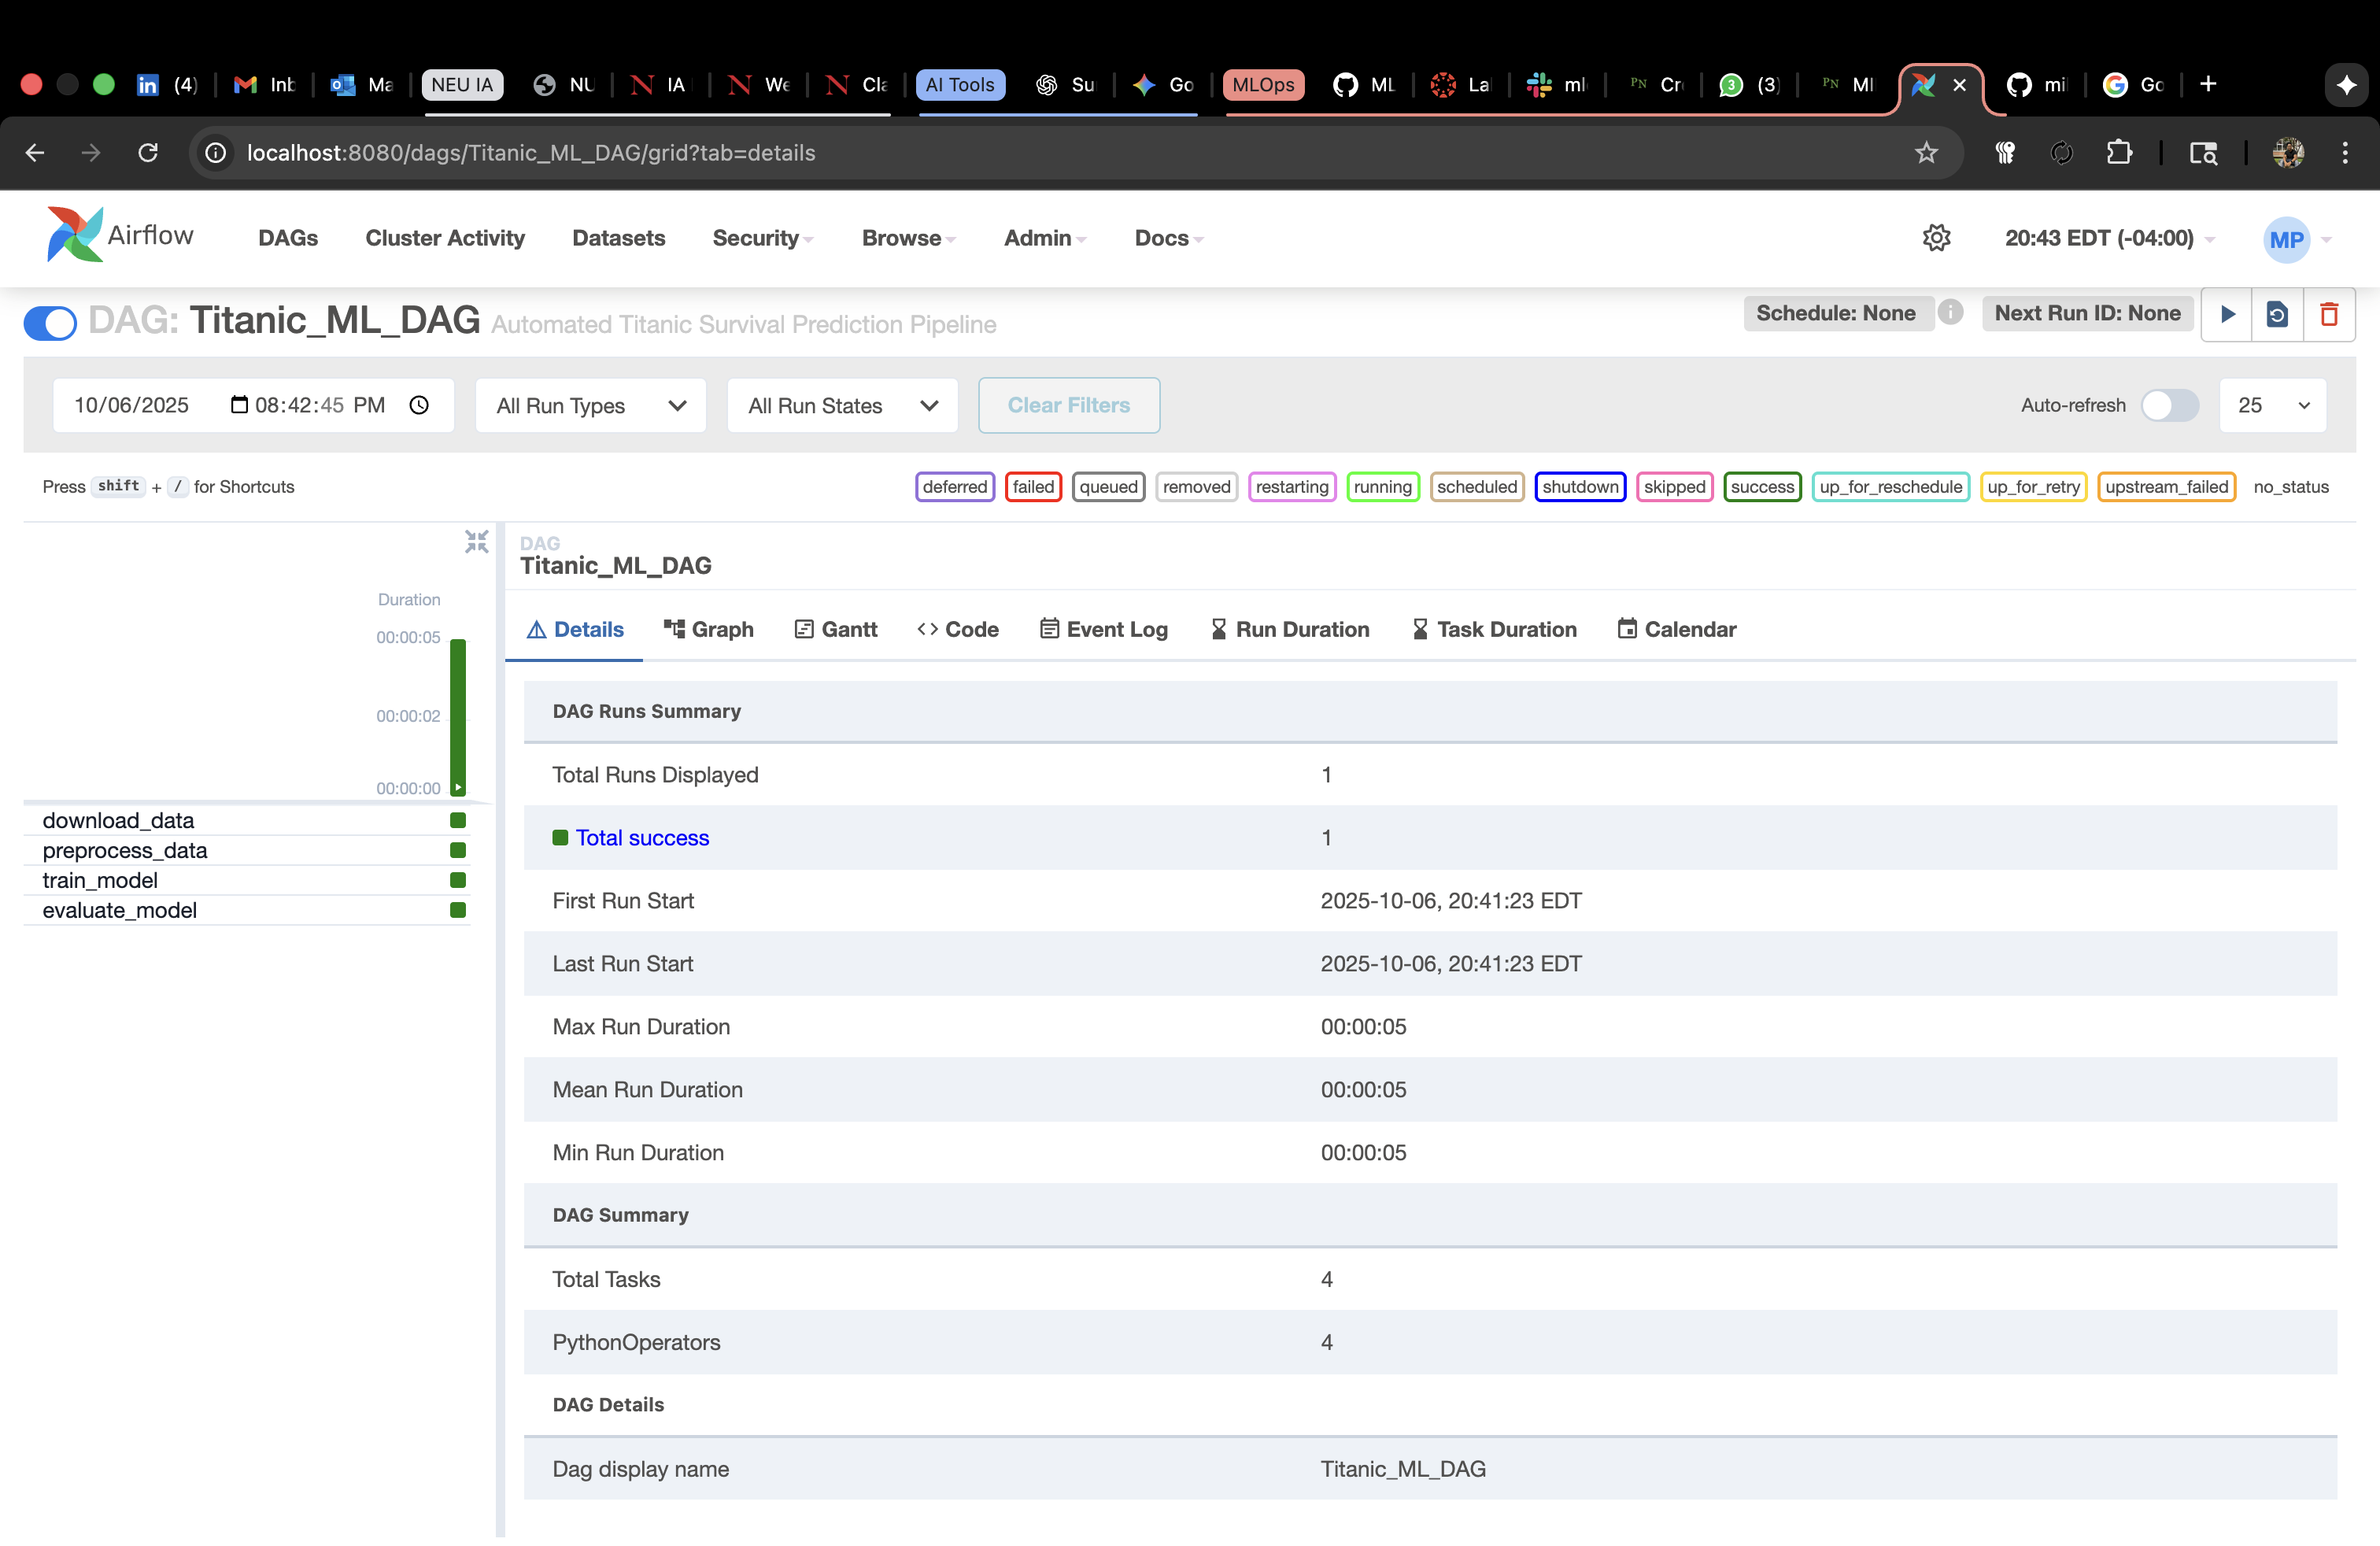 (4) Inb Ma NEU IA NU IA We Cla AI Tools Su Go MLOps ML La ml Cr (3) Ml mi Go
localhost:8080/dags/Titanic_ML_DAG/grid?tab=details
Airflow DAGs Cluster Activity Datasets Security Browse Admin Docs 20:43 EDT (-04:00) MP
DAG: Titanic_ML_DAG Automated Titanic Survival Prediction Pipeline Schedule: None Next Run ID: None
10/06/2025 08:42:45 PM All Run Types All Run States Clear Filters Auto-refresh 25
Press shift + / for Shortcuts deferred failed queued removed restarting running scheduled shutdown skipped success up_for_reschedule up_for_retry upstream_failed no_status
Duration
00:00:05
00:00:02
00:00:00
download_data
preprocess_data
train_model
evaluate_model
DAG
Titanic_ML_DAG
Details Graph Gantt Code Event Log Run Duration Task Duration Calendar
DAG Runs Summary
Total Runs Displayed 1
Total success 1
First Run Start 2025-10-06, 20:41:23 EDT
Last Run Start 2025-10-06, 20:41:23 EDT
Max Run Duration 00:00:05
Mean Run Duration 00:00:05
Min Run Duration 00:00:05
DAG Summary
Total Tasks 4
PythonOperators 4
DAG Details
Dag display name Titanic_ML_DAG